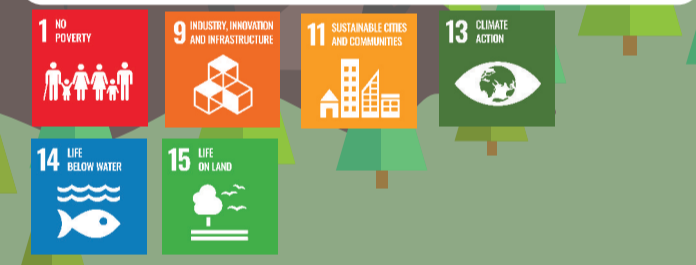 1 NO
POVERTY
9 INDUSTRY, INNOVATION
AND INFRASTRUCTURE
11 SUSTAINABLE CITIES
AND COMMUNITIES
13 CLIMATE
ACTION
14 LIFE
BELOW WATER
15 LIFE
ON LAND